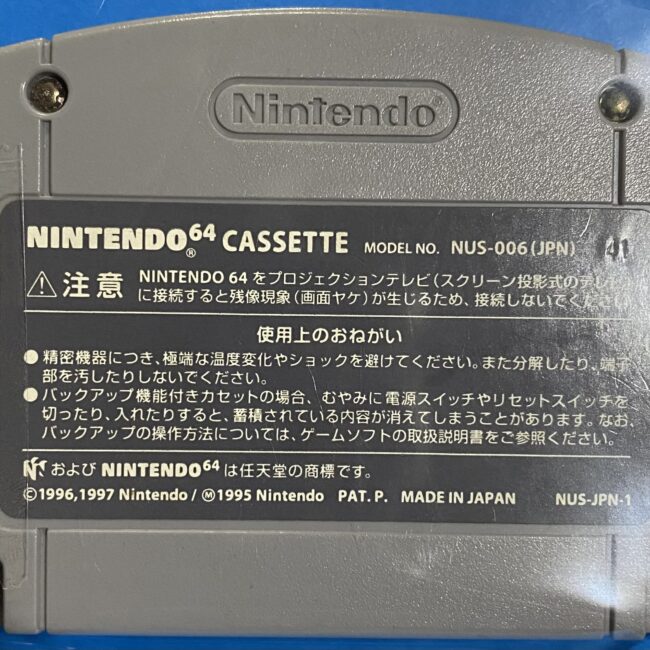 Nintendo®
NINTENDO®64 CASSETTE MODEL NO. NUS-006(JPN) 41
⚠注意 NINTENDO 64 をプロジェクションテレビ(スクリーン投影式のテレビ)
に接続すると残像現象(画面ヤケ)が生じるため、接続しないでください
使用上のおねがい
●精密機器につき、極端な温度変化やショックを避けてください。また分解したり、端子
部を汚したりしないでください。
●バックアップ機能付きカセットの場合、むやみに電源スイッチやリセットスイッチを
切ったり、入れたりすると、蓄積されている内容が消えてしまうことがあります。なお、
バックアップの操作方法については、ゲームソフトの取扱説明書をご参照ください。
および NINTENDO64 は任天堂の商標です。
©1996,1997 Nintendo / Ⓜ1995 Nintendo PAT. P. MADE IN JAPAN NUS-JPN-1